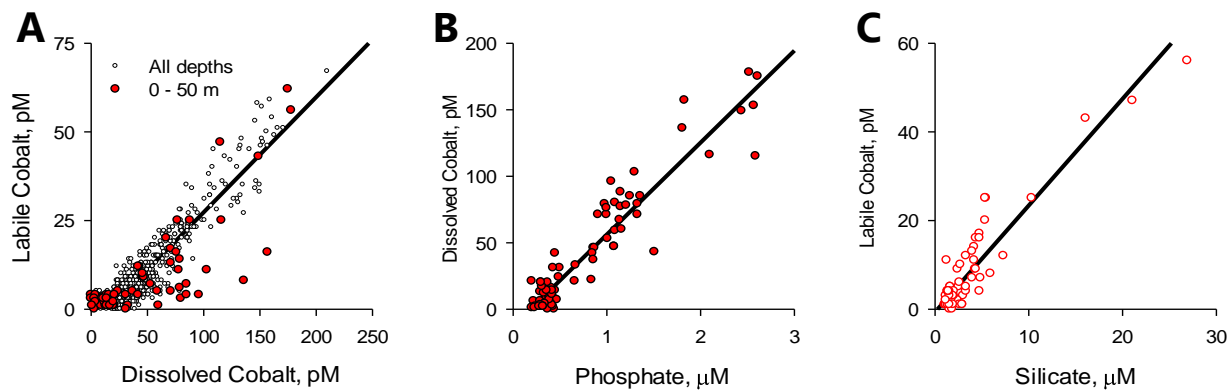 A
75
50
25
0
Labile Cobalt, pM
All depths
0 - 50 m
0 50 100 150 200 250
Dissolved Cobalt, pM
B
200
150
100
50
0
Dissolved Cobalt, pM
0 1 2 3
Phosphate, μM
C
60
40
20
0
Labile Cobalt, pM
0 10 20 30
Silicate, μM